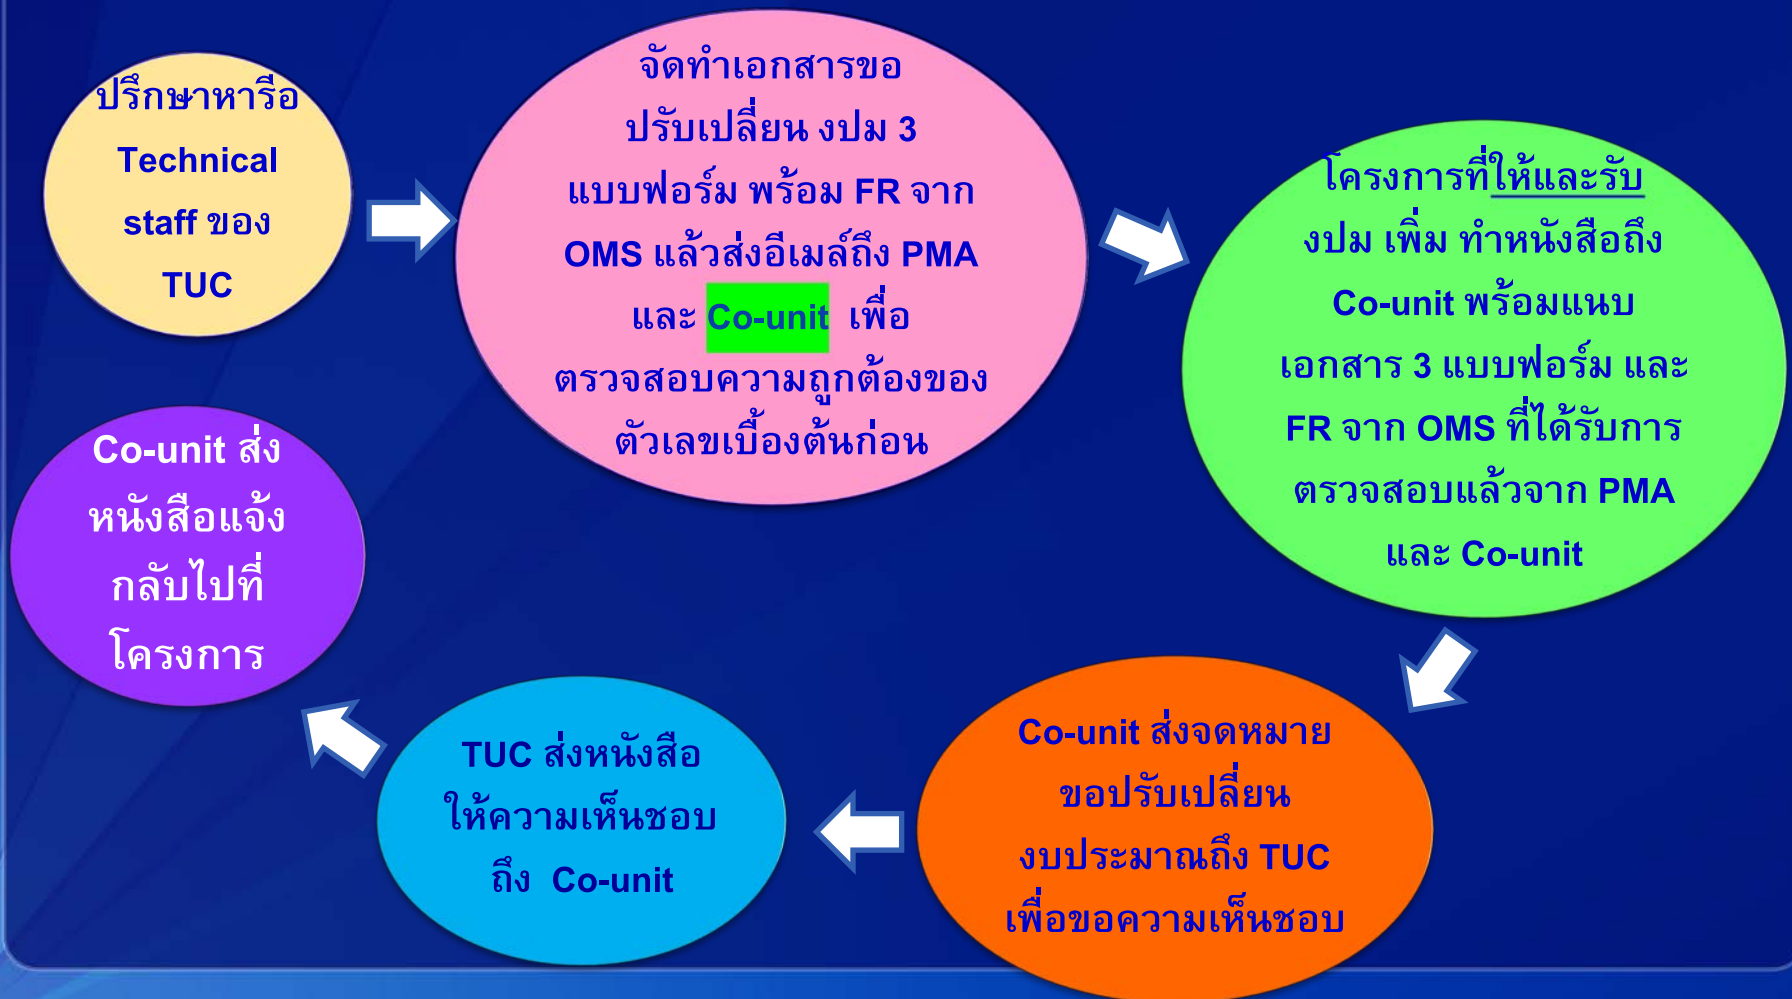 ปรึกษาหารือ
Technical
staff ของ
TUC
จัดทำเอกสารขอ
ปรับเปลี่ยน งปม 3
แบบฟอร์ม พร้อม FR จาก
OMS แล้วส่งอีเมล์ถึง PMA
และ Co-unit เพื่อ
ตรวจสอบความถูกต้องของ
ตัวเลขเบื้องต้นก่อน
โครงการที่ให้และรับ
งปม เพิ่ม ทำหนังสือถึง
Co-unit พร้อมแนบ
เอกสาร 3 แบบฟอร์ม และ
FR จาก OMS ที่ได้รับการ
ตรวจสอบแล้วจาก PMA
และ Co-unit
Co-unit ส่งจดหมาย
ขอปรับเปลี่ยน
งบประมาณถึง TUC
เพื่อขอความเห็นชอบ
TUC ส่งหนังสือ
ให้ความเห็นชอบ
ถึง Co-unit
Co-unit ส่ง
หนังสือแจ้ง
กลับไปที่
โครงการ